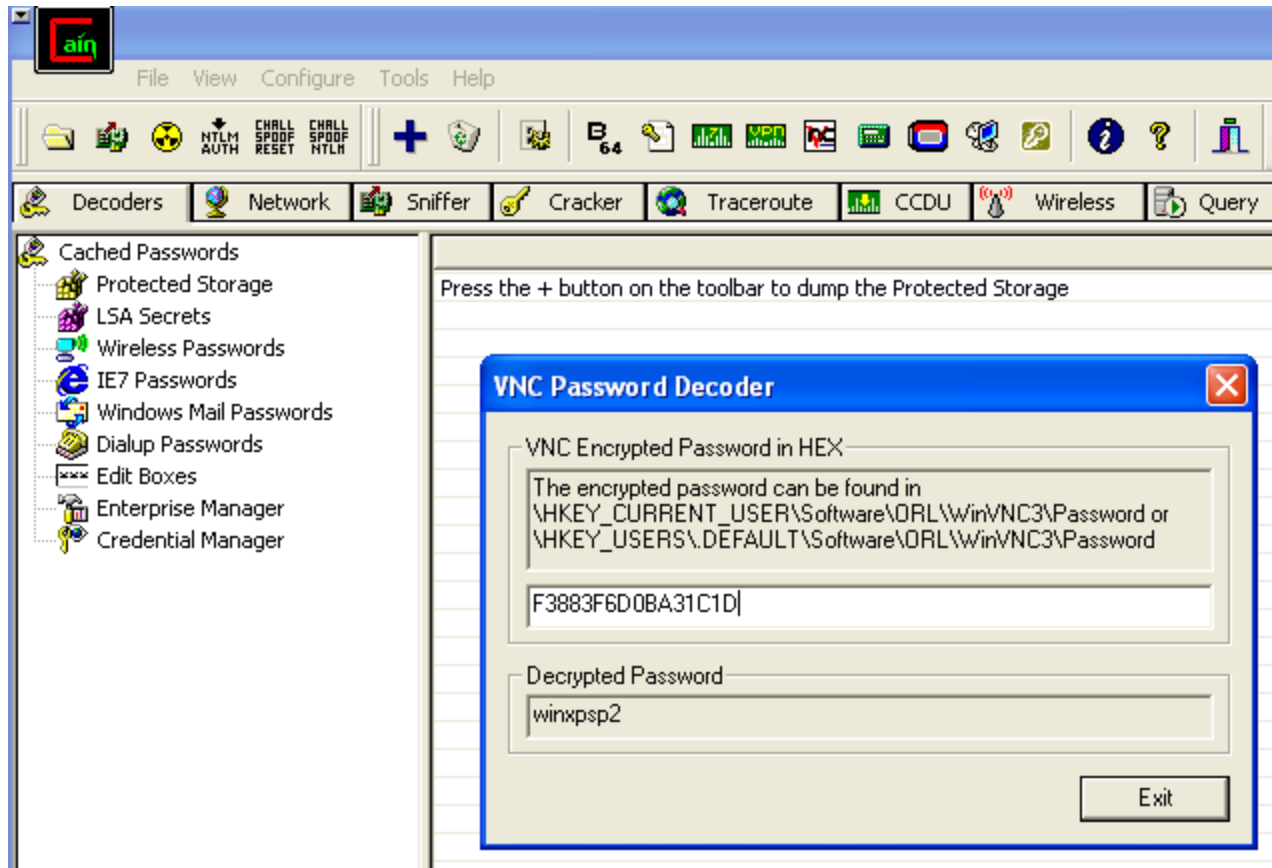 Cain
File View Configure Tools Help
NTLM AUTH CHALL SPOOF RESET CHALL SPOOF NTLM B64 VPN
Decoders Network Sniffer Cracker Traceroute CCDU Wireless Query
Cached Passwords
Protected Storage
LSA Secrets
Wireless Passwords
IE7 Passwords
Windows Mail Passwords
Dialup Passwords
Edit Boxes
Enterprise Manager
Credential Manager
Press the + button on the toolbar to dump the Protected Storage
VNC Password Decoder
VNC Encrypted Password in HEX
The encrypted password can be found in
\HKEY_CURRENT_USER\Software\ORL\WinVNC3\Password or
\HKEY_USERS\.DEFAULT\Software\ORL\WinVNC3\Password
F3883F6D0BA31C1D
Decrypted Password
winxpsp2
Exit